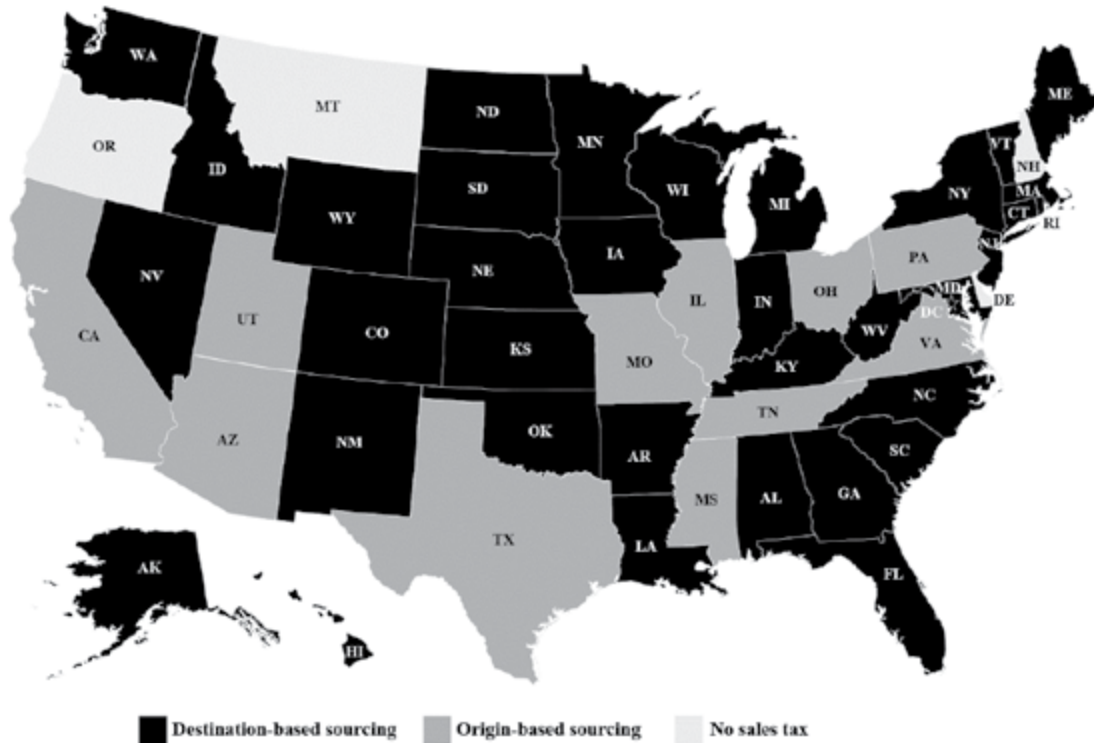 WA
MT
ND
ME
OR
MN
VT
ID
NH
SD
WI
NY
MA
WY
MI
CT
RI
IA
NJ
NE
PA
NV
IL
IN
OH
MD
DE
UT
CO
DC
CA
WV
VA
KS
MO
KY
NC
TN
AZ
NM
OK
AR
SC
MS
AL
GA
TX
LA
AK
FL
HI
Destination-based sourcing Origin-based sourcing No sales tax